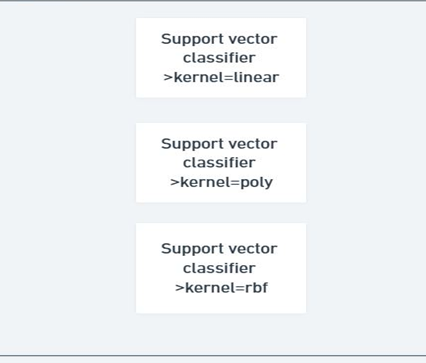 Support vector
classifier
>kernel=linear
Support vector
classifier
>kernel=poly
Support vector
classifier
>kernel=rbf